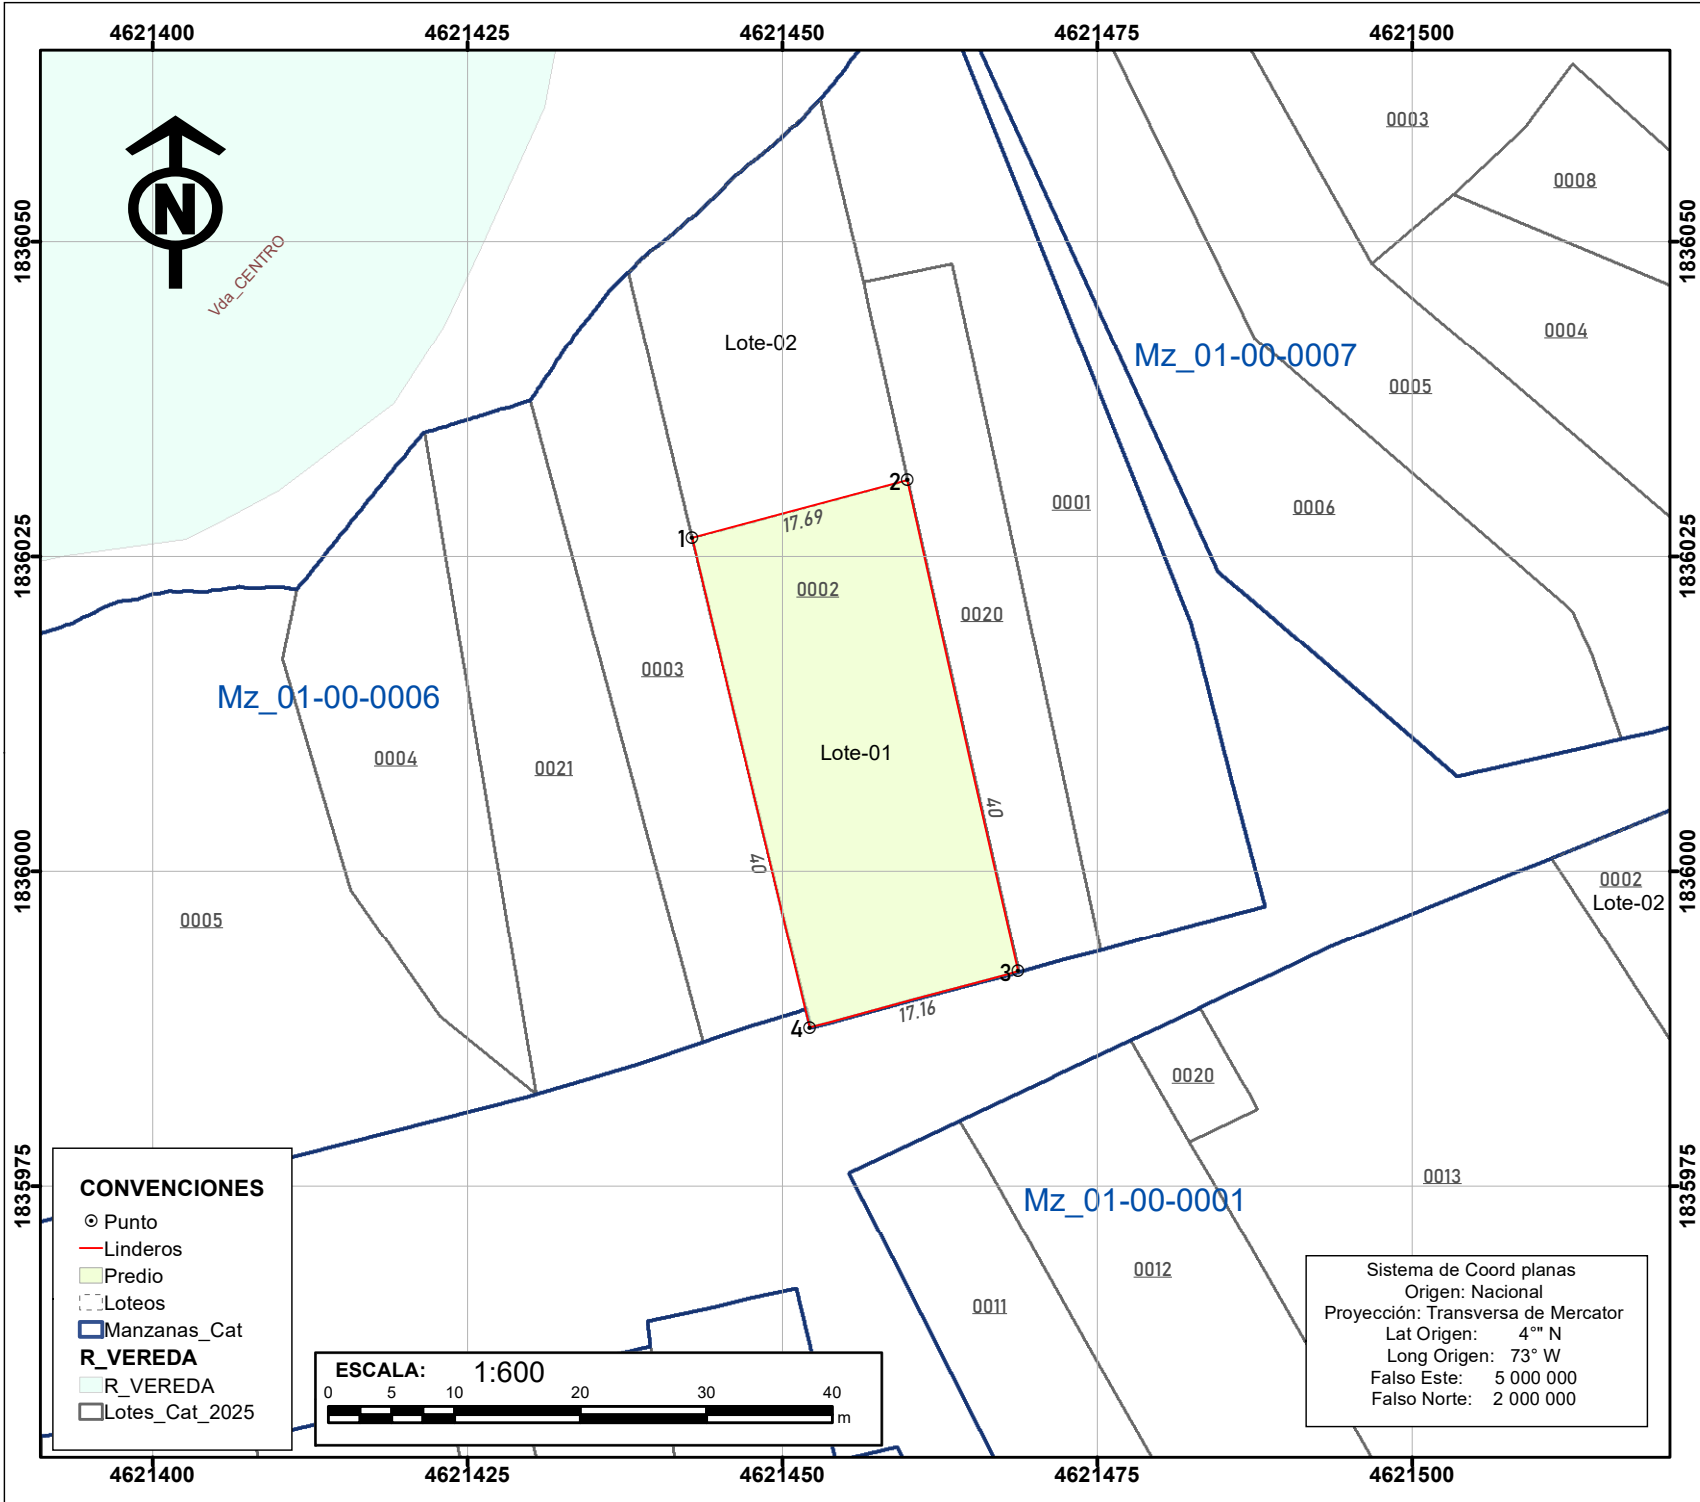 4621400 4621425 4621450 4621475 4621500
N
Vda_CENTRO
1836050
1836050
0003
0008
0004
0005
Mz_01-00-0007
Lote-02
0001
0006
2
17.69
1
1836025
1836025
0002
0020
0003
Mz_01-00-0006
0004
0021
Lote-01
40
40
1836000
1836000
0002
Lote-02
0005
3
17.16
4
0020
0013
1835975
1835975
Mz_01-00-0001
0012
0011
CONVENCIONES
Punto
Linderos
Predio
Loteos
Manzanas_Cat
R_VEREDA
R_VEREDA
Lotes_Cat_2025
ESCALA: 1:600
0 5 10 20 30 40
m
Sistema de Coord planas
Origen: Nacional
Proyección: Transversa de Mercator
Lat Origen: 4°'" N
Long Origen: 73° W
Falso Este: 5 000 000
Falso Norte: 2 000 000
4621400 4621425 4621450 4621475 4621500